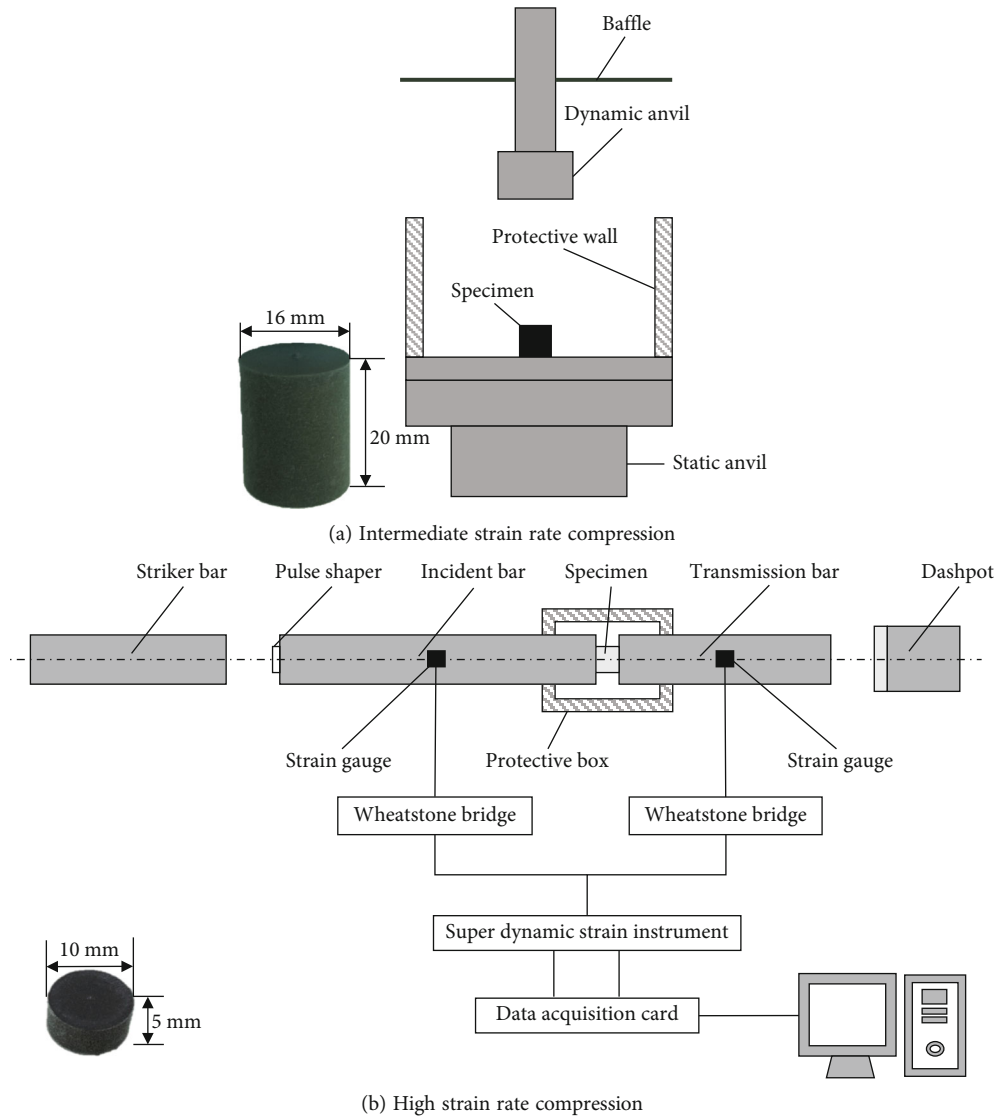 Baffle
Dynamic anvil
Protective wall
Specimen
16 mm
20 mm
Static anvil
(a) Intermediate strain rate compression
Striker bar
Pulse shaper
Incident bar
Specimen
Transmission bar
Dashpot
Strain gauge
Protective box
Strain gauge
Wheatstone bridge
Wheatstone bridge
Super dynamic strain instrument
10 mm
5 mm
Data acquisition card
(b) High strain rate compression